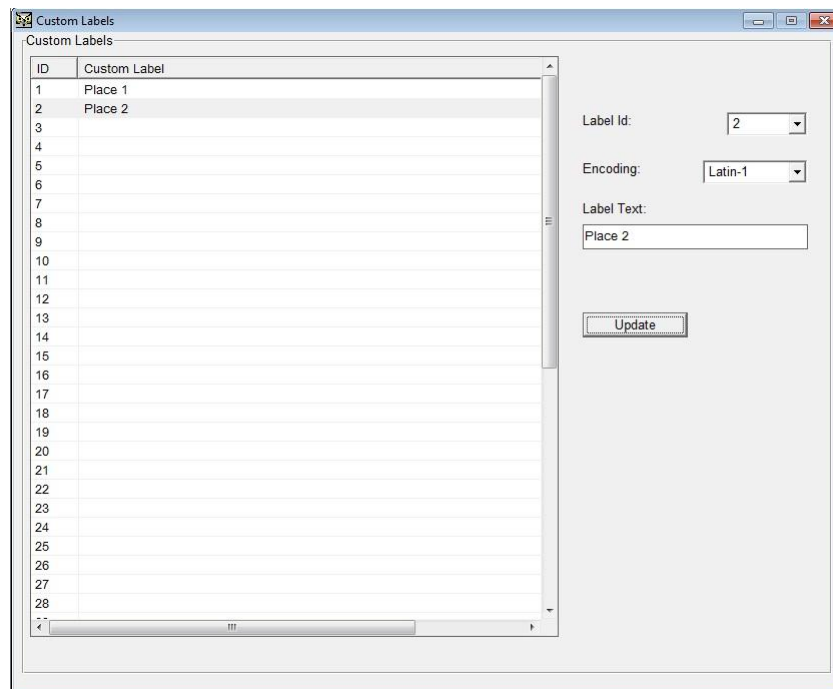 Custom Labels
Custom Labels
ID Custom Label
1 Place 1
2 Place 2
3
4
5
6
7
8
9
10
11
12
13
14
15
16
17
18
19
20
21
22
23
24
25
26
27
28
Label Id: 2
Encoding: Latin-1
Label Text:
Place 2
Update